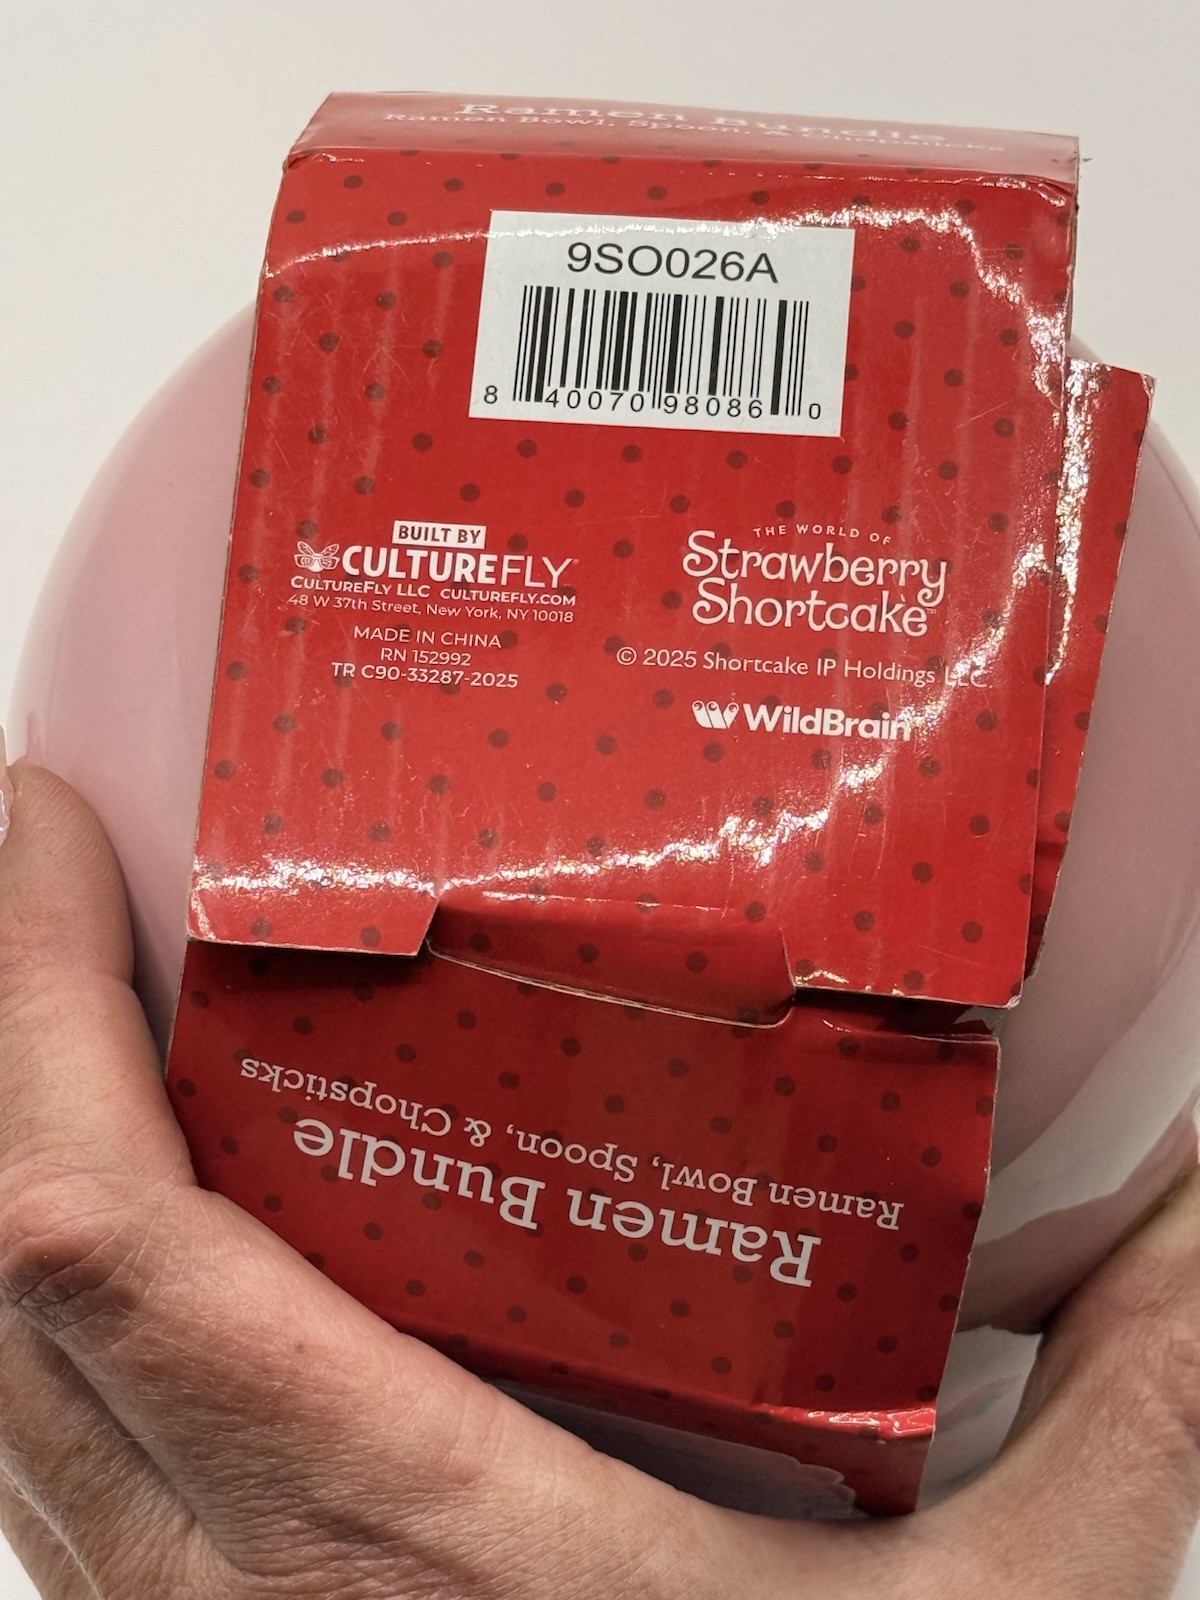 Ramen Bundle
Ramen Bowl, Spoon, & Chopsticks
9SO026A
8 40070 98086 0
BUILT BY
CULTUREFLY®
CULTUREFLY LLC CULTUREFLY.COM
48 W 37th Street, New York, NY 10018
MADE IN CHINA
RN 152992
TR C90-33287-2025
THE WORLD OF
Strawberry
Shortcake™
© 2025 Shortcake IP Holdings LLC.
WildBrain
Ramen Bundle
Ramen Bowl, Spoon, & Chopsticks